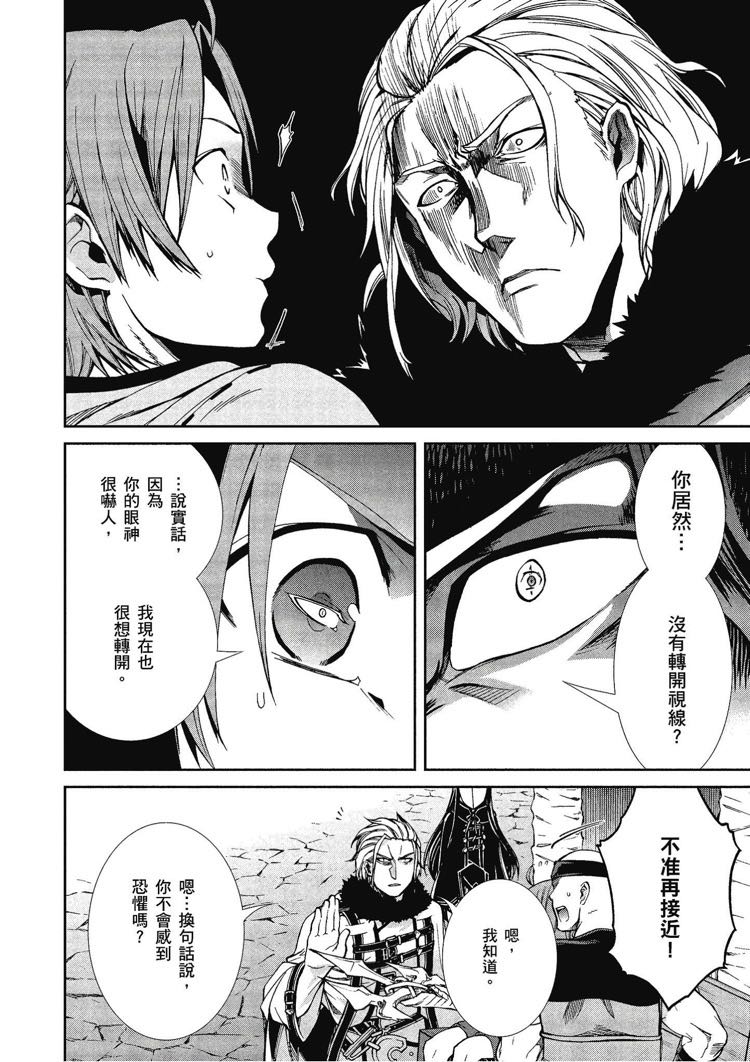 你居然…
沒有轉開視線？
…說實話，
因為
你的眼神
很嚇人，
我現在也
很想轉開。
不准再接近！
嗯，
我知道。
嗯…換句話說，
你不會感到
恐懼嗎？